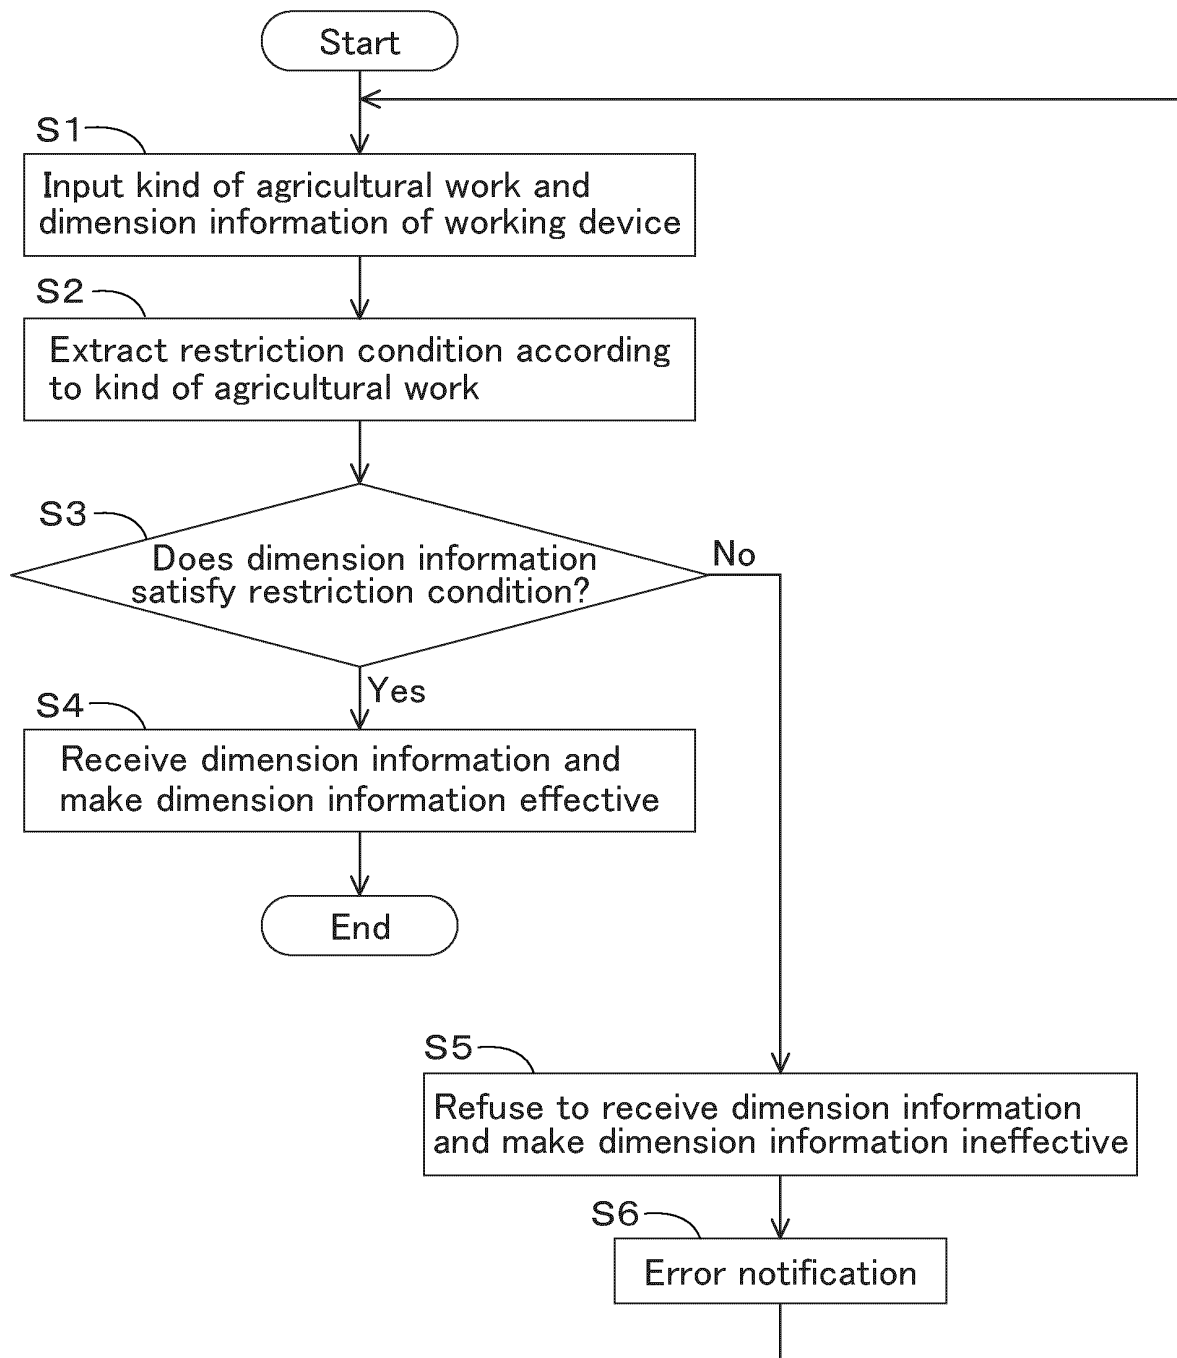 Start
S1
Input kind of agricultural work and
dimension information of working device
S2
Extract restriction condition according
to kind of agricultural work
S3
Does dimension information
satisfy restriction condition?
No
Yes
S4
Receive dimension information and
make dimension information effective
End
S5
Refuse to receive dimension information
and make dimension information ineffective
S6
Error notification